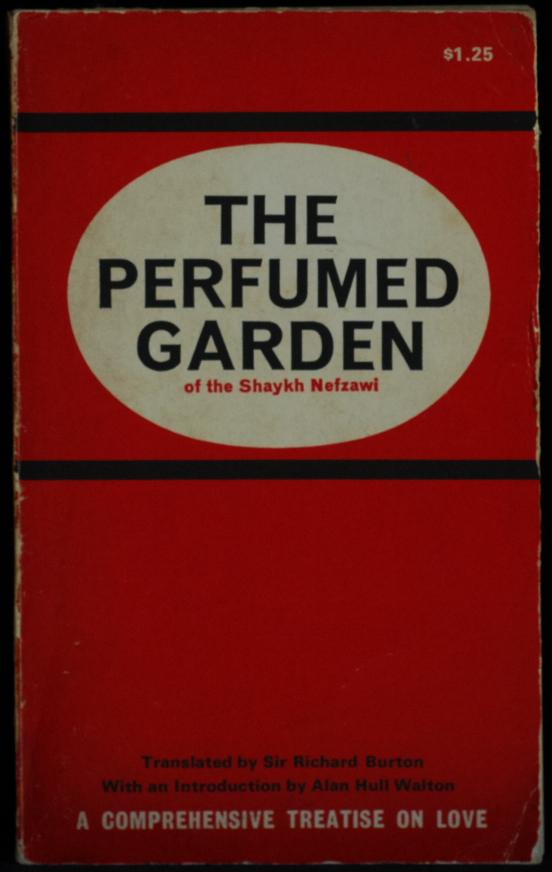 $1.25
THE
PERFUMED
GARDEN
of the Shaykh Nefzawi
Translated by Sir Richard Burton
With an Introduction by Alan Hull Walton
A COMPREHENSIVE TREATISE ON LOVE